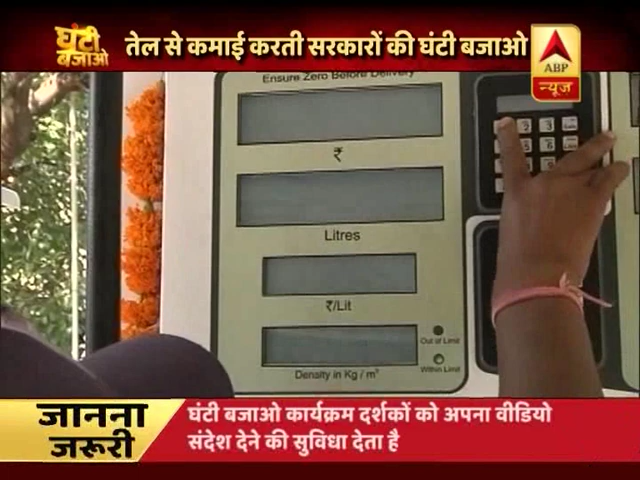 घंटी बजाओ
तेल से कमाई करती सरकारों की घंटी बजाओ
ABP
न्यूज़
Ensure Zero Before Delivery
₹
Litres
₹/Lit
Out of Limit
Density in Kg / m³
Within Limit
जानना जरूरी
घंटी बजाओ कार्यक्रम दर्शकों को अपना वीडियो
संदेश देने की सुविधा देता है